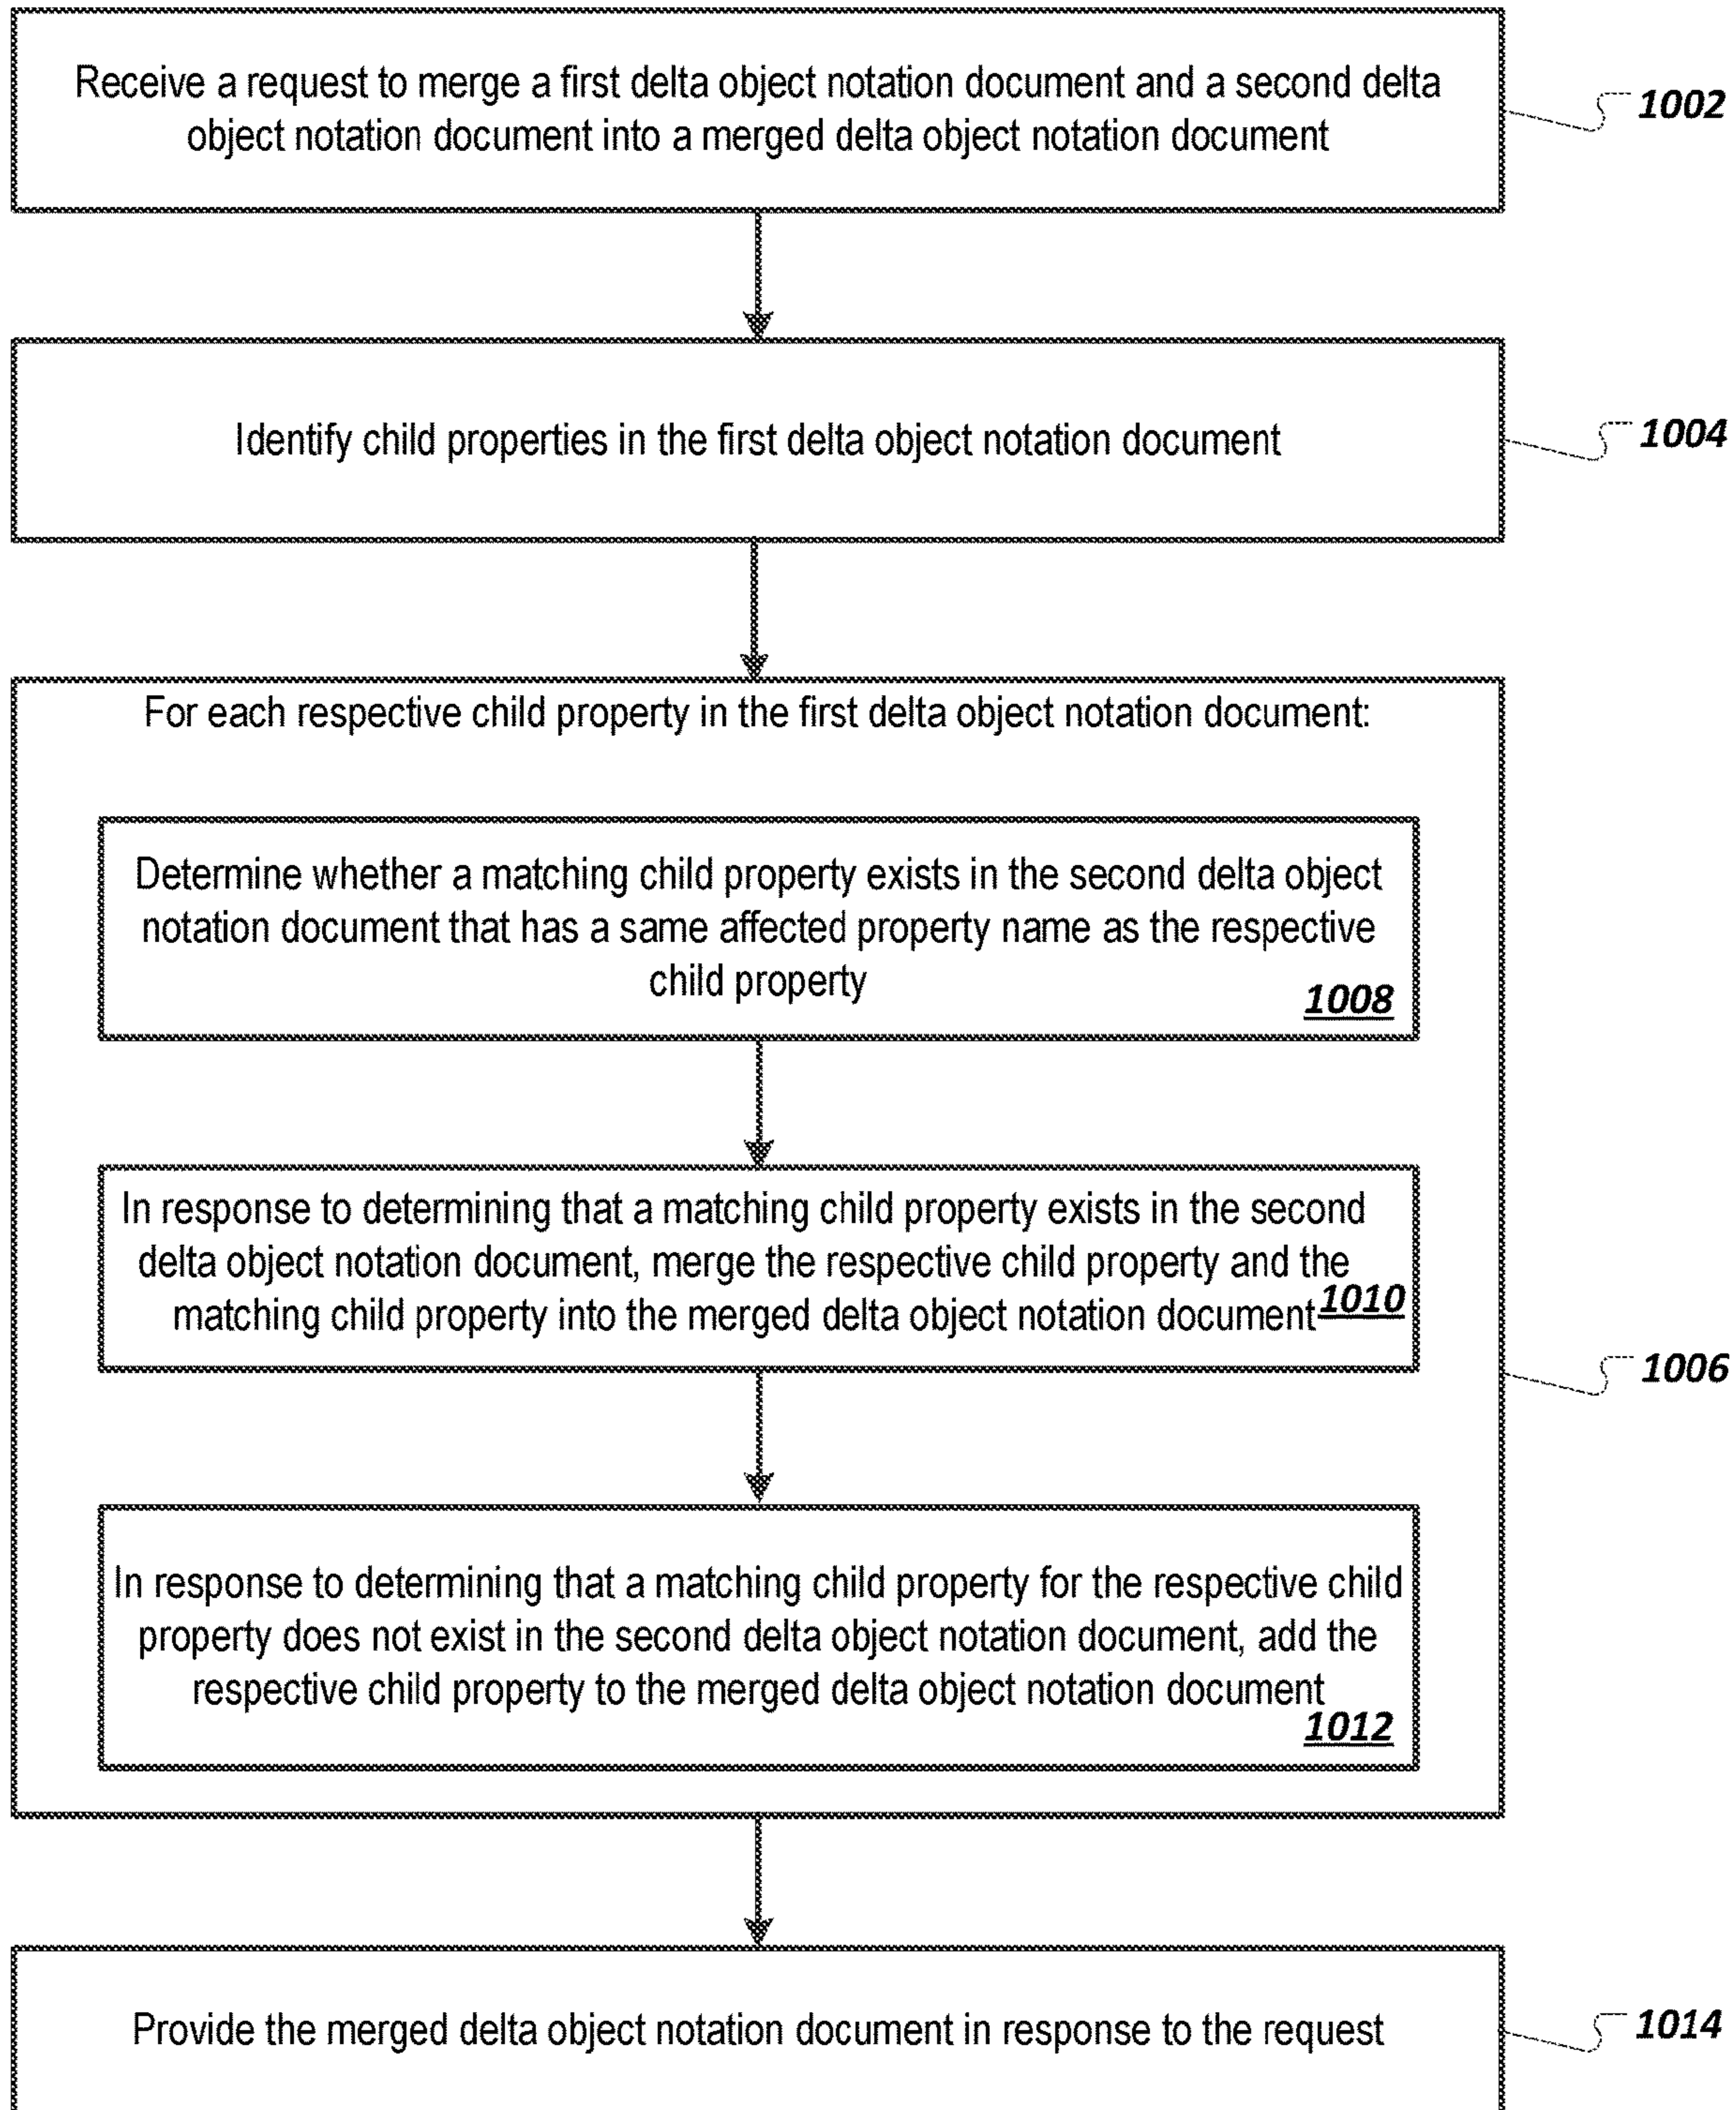 Receive a request to merge a first delta object notation document and a second delta
object notation document into a merged delta object notation document
1002
Identify child properties in the first delta object notation document
1004
For each respective child property in the first delta object notation document:
Determine whether a matching child property exists in the second delta object
notation document that has a same affected property name as the respective
child property
1008
In response to determining that a matching child property exists in the second
delta object notation document, merge the respective child property and the
matching child property into the merged delta object notation document
1010
1006
In response to determining that a matching child property for the respective child
property does not exist in the second delta object notation document, add the
respective child property to the merged delta object notation document
1012
Provide the merged delta object notation document in response to the request
1014